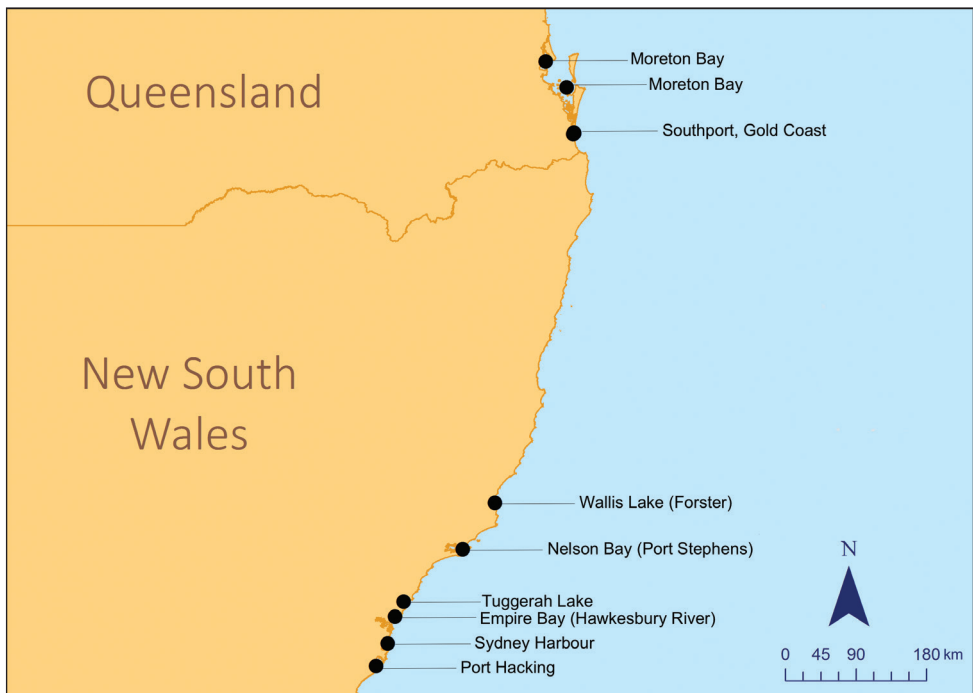 Moreton Bay
Queensland
Moreton Bay
Southport, Gold Coast
New South
Wales
Wallis Lake (Forster)
Nelson Bay (Port Stephens)
N
Tuggerah Lake
Empire Bay (Hawkesbury River)
Sydney Harbour
Port Hacking
0 45 90 180 km